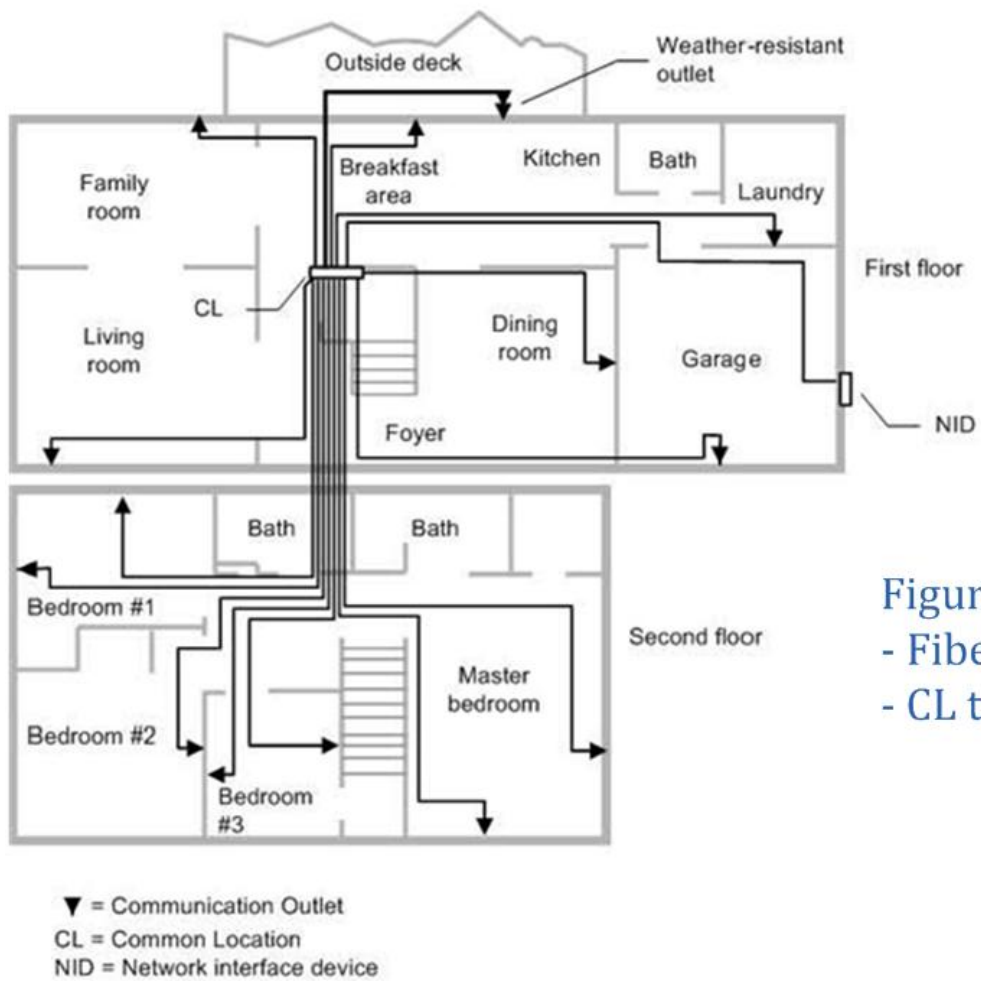 Outside deck
Weather-resistant
outlet
Family
room
Breakfast
area
Kitchen
Bath
Laundry
First floor
CL
Living
room
Dining
room
Garage
Foyer
NID
Bath
Bath
Bedroom #1
Second floor
Master
bedroom
Bedroom #2
Bedroom
#3
Figur
- Fibe
- CL t
= Communication Outlet
CL = Common Location
NID = Network interface device